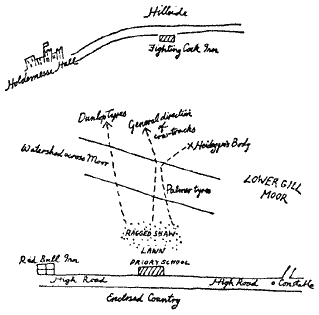 Hillside
Fighting Cock Inn
Holdernesse Hall
Dunlop Tyres
General direction
of cow-tracks
x Heidegger's Body
Watershed across Moor
Palmer tyres
LOWER GILL
MOOR
RAGGED SHAW
LAWN
PRIORY SCHOOL
Red Bull Inn
High Road
High Road
Constable
Enclosed Country